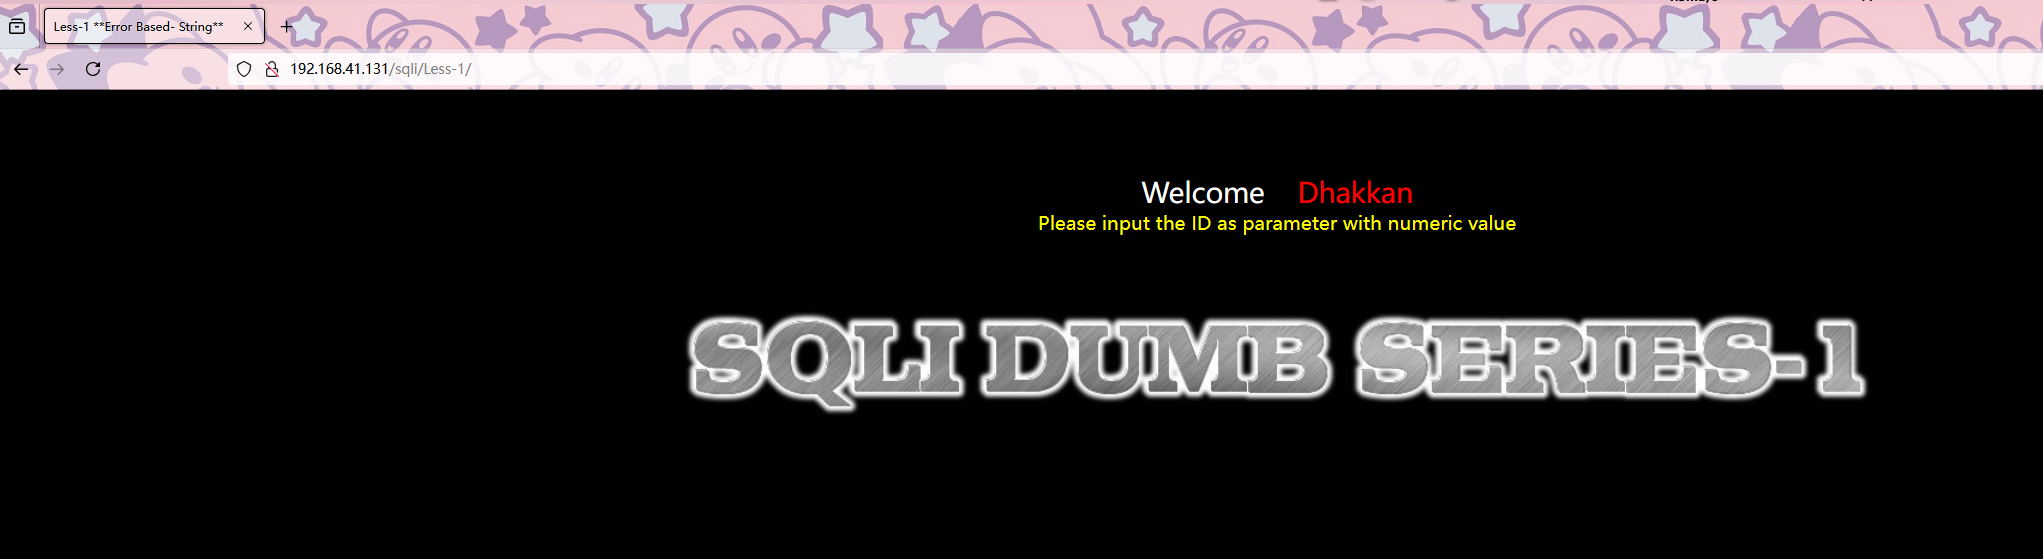 Less-1 **Error Based- String**
192.168.41.131/sqli/Less-1/
Welcome Dhakkan
Please input the ID as parameter with numeric value
SQLI DUMB SERIES-1